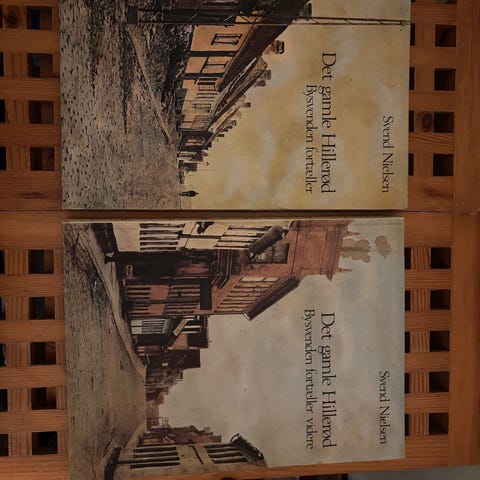 Svend Nielsen
Det gamle Hillerød
Bysvenden fortæller
Svend Nielsen
Det gamle Hillerød
Bysvenden fortæller videre